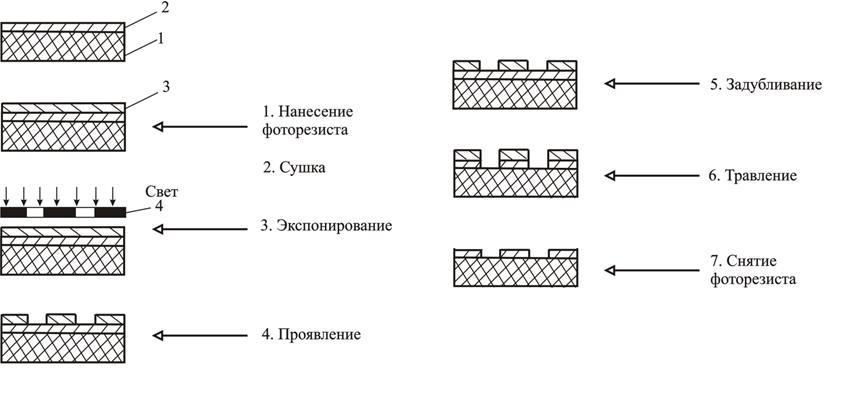 2
1
3
1. Нанесение
фоторезиста
2. Сушка
Свет
4
3. Экспонирование
4. Проявление
5. Задубливание
6. Травление
7. Снятие
фоторезиста